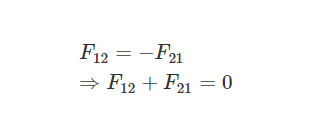 F₁₂ = −F₂₁
⇒ F₁₂ + F₂₁ = 0